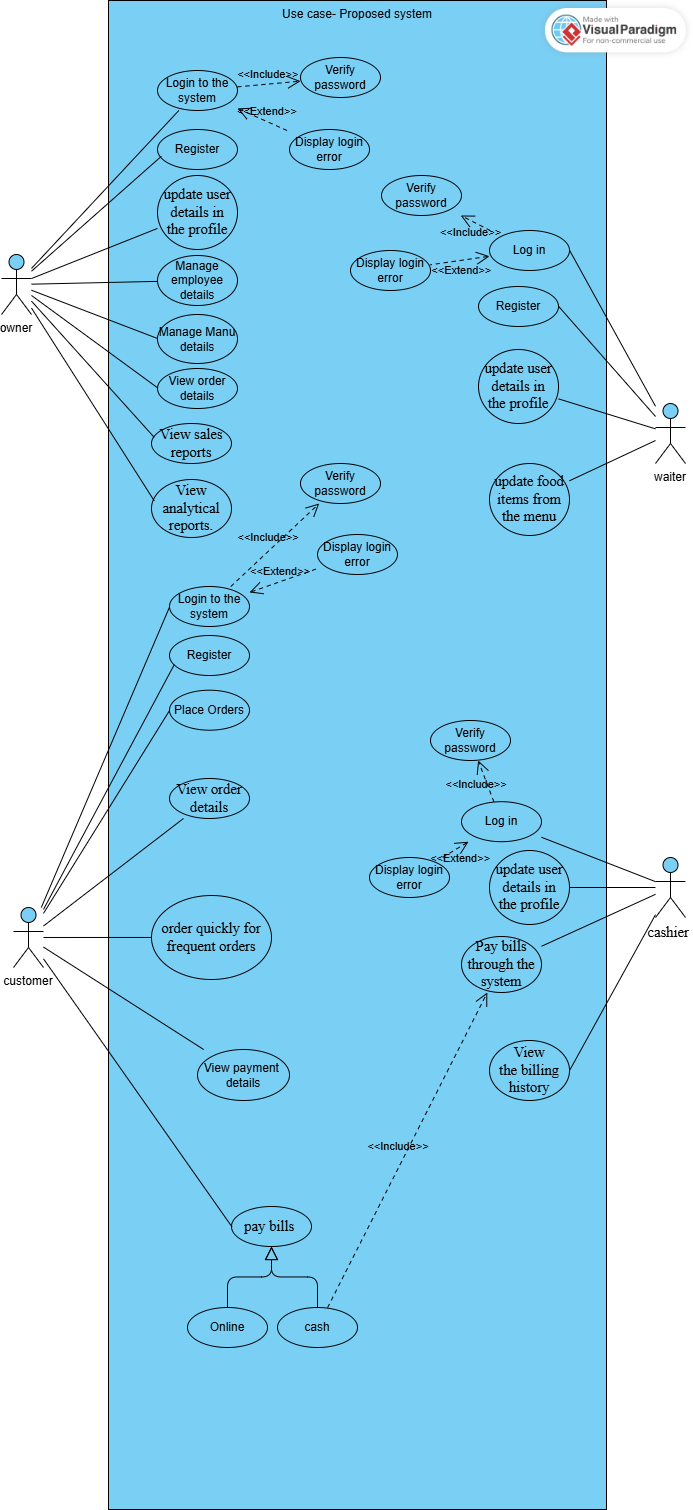 Use case- Proposed system
Made with
VisualParadigm
For non-commercial use
Login to the
system
<<Include>>
Verify
password
<<Extend>>
Display login
error
Register
update user
details in
the profile
Manage
employee
details
Manage Manu
details
View order
details
View sales
reports
View
analytical
reports.
owner
Verify
password
<<Include>>
Log in
Display login
error
<<Extend>>
Register
update user
details in
the profile
update food
items from
the menu
waiter
Verify
password
<<Include>>
Display login
error
<<Extend>>
Login to the
system
Register
Place Orders
View order
details
order quickly for
frequent orders
customer
View payment
details
pay bills
Online
cash
<<Include>>
Verify
password
<<Include>>
Log in
<<Extend>>
Display login
error
update user
details in
the profile
Pay bills
through the
system
View
the billing
history
cashier